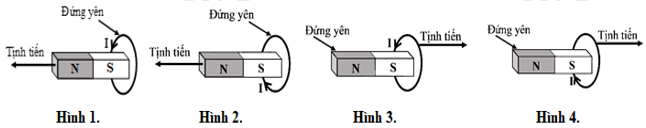 Đứng yên
Tịnh tiến
I
N
S
Hình 1.
Đứng yên
Tịnh tiến
N
S
I
Hình 2.
Đứng yên
I
Tịnh tiến
N
S
Hình 3.
Đứng yên
Tịnh tiến
N
S
I
Hình 4.